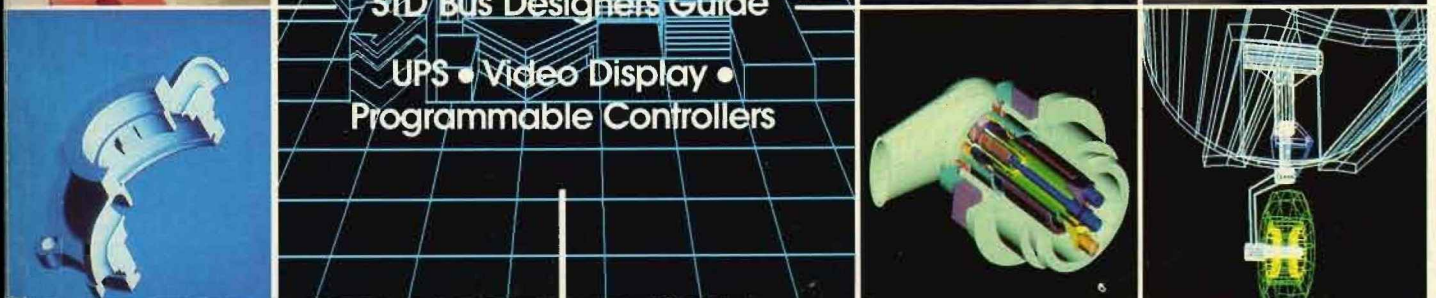 STD Bus Designers Guide
UPS • Video Display •
Programmable Controllers